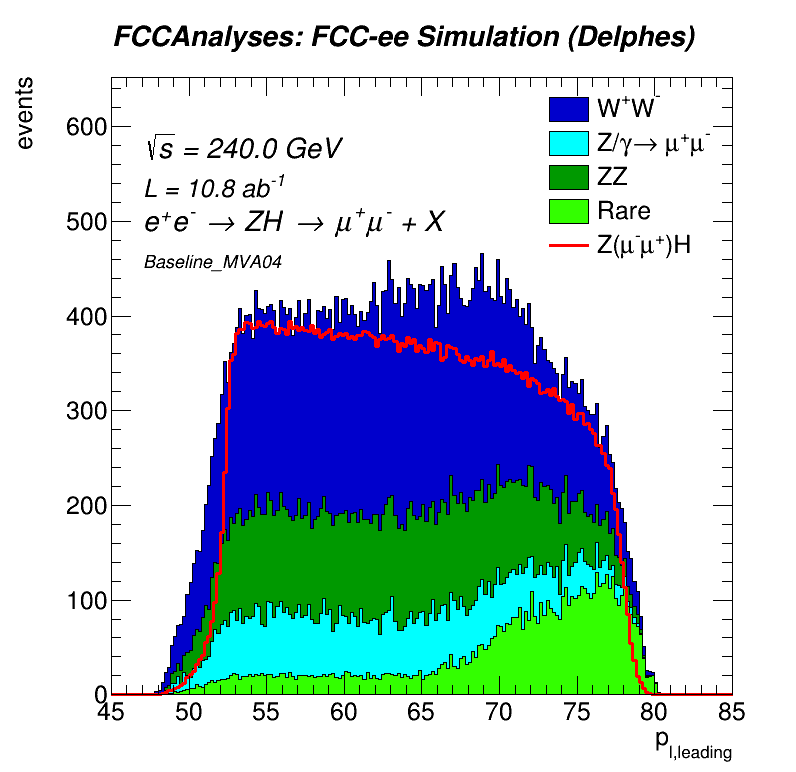 FCCAnalyses: FCC-ee Simulation (Delphes)
events
√s = 240.0 GeV
L = 10.8 ab⁻¹
e⁺e⁻ → ZH → μ⁺μ⁻ + X
Baseline_MVA04
W⁺W⁻
Z/γ→ μ⁺μ⁻
ZZ
Rare
Z(μ⁻μ⁺)H
600
500
400
300
200
100
0
45 50 55 60 65 70 75 80 85
p_l,leading